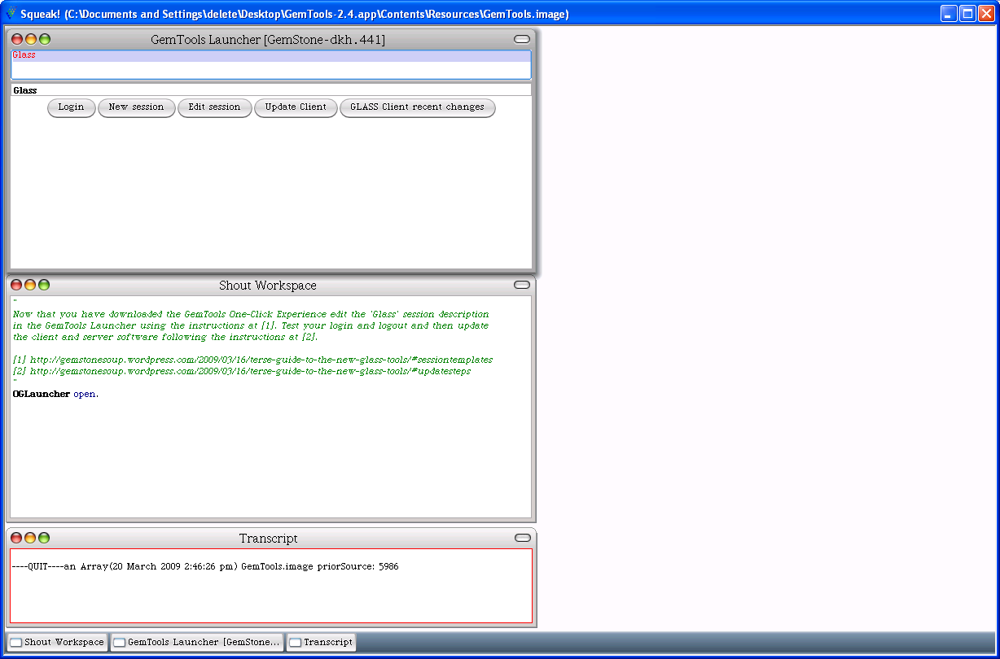 Squeak! (C:\Documents and Settings\delete\Desktop\GemTools-2.4.app\Contents\Resources\GemTools.image)
GemTools Launcher [GemStone-dkh.441]
Glass
Glass
Login New session Edit session Update Client GLASS Client recent changes
Shout Workspace
"
Now that you have downloaded the GemTools One-Click Experience edit the 'Glass' session description
in the GemTools Launcher using the instructions at [1]. Test your login and logout and then update
the client and server software following the instructions at [2].
[1] http://gemstonesoup.wordpress.com/2009/03/16/terse-guide-to-the-new-glass-tools/#sessiontemplates
[2] http://gemstonesoup.wordpress.com/2009/03/16/terse-guide-to-the-new-glass-tools/#updatesteps
"
OGLauncher open.
Transcript
----QUIT----an Array(20 March 2009 2:46:26 pm) GemTools.image priorSource: 5986
Shout Workspace GemTools Launcher [GemStone... Transcript